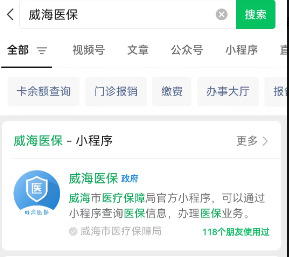 威海医保
搜索
全部 视频号 文章 公众号 小程序
卡余额查询 门诊报销 缴费 办事大厅
威海医保 - 小程序 更多
威海医保 政府
威海市医疗保障局官方小程序，可以通过
小程序查询医保信息，办理医保业务。
威海市医疗保障局 118个朋友使用过
医
威海医保